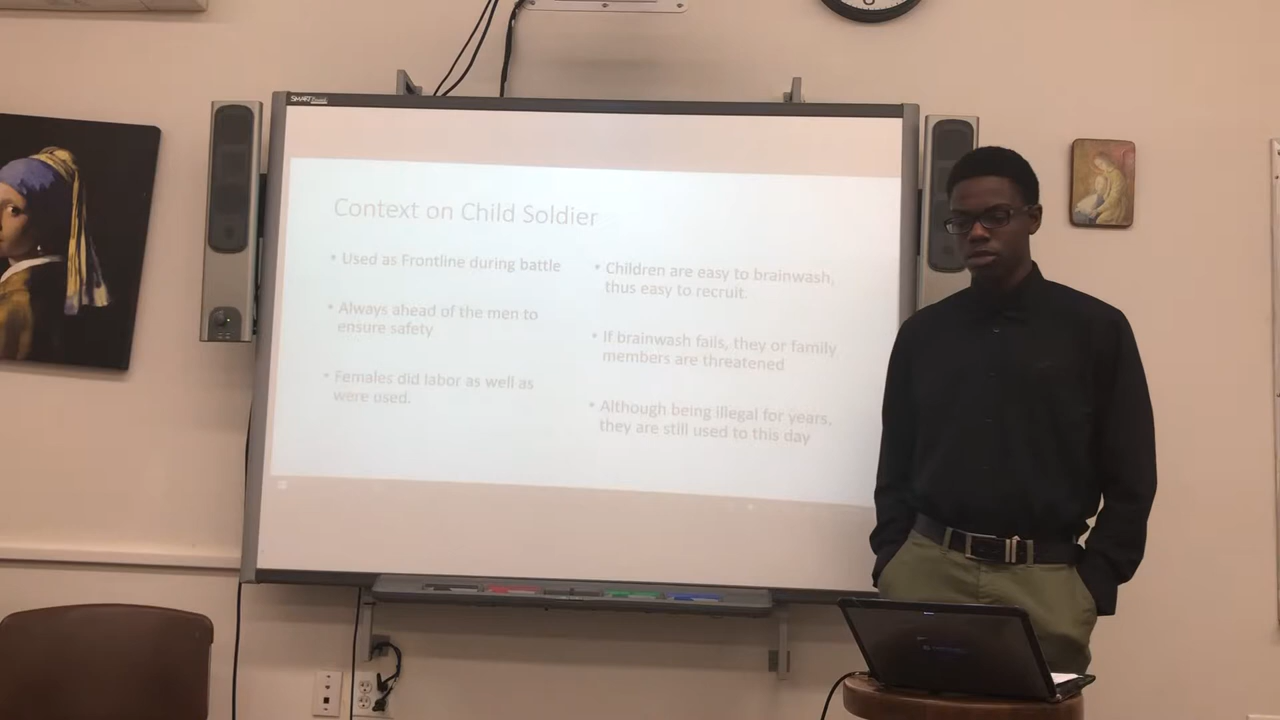 SMART
Context on Child Soldier
• Used as Frontline during battle
• Always ahead of the men to
ensure safety
• Females did labor as well as
were used.
• Children are easy to brainwash,
thus easy to recruit.
• If brainwash fails, they or family
members are threatened
• Although being illegal for years,
they are still used to this day